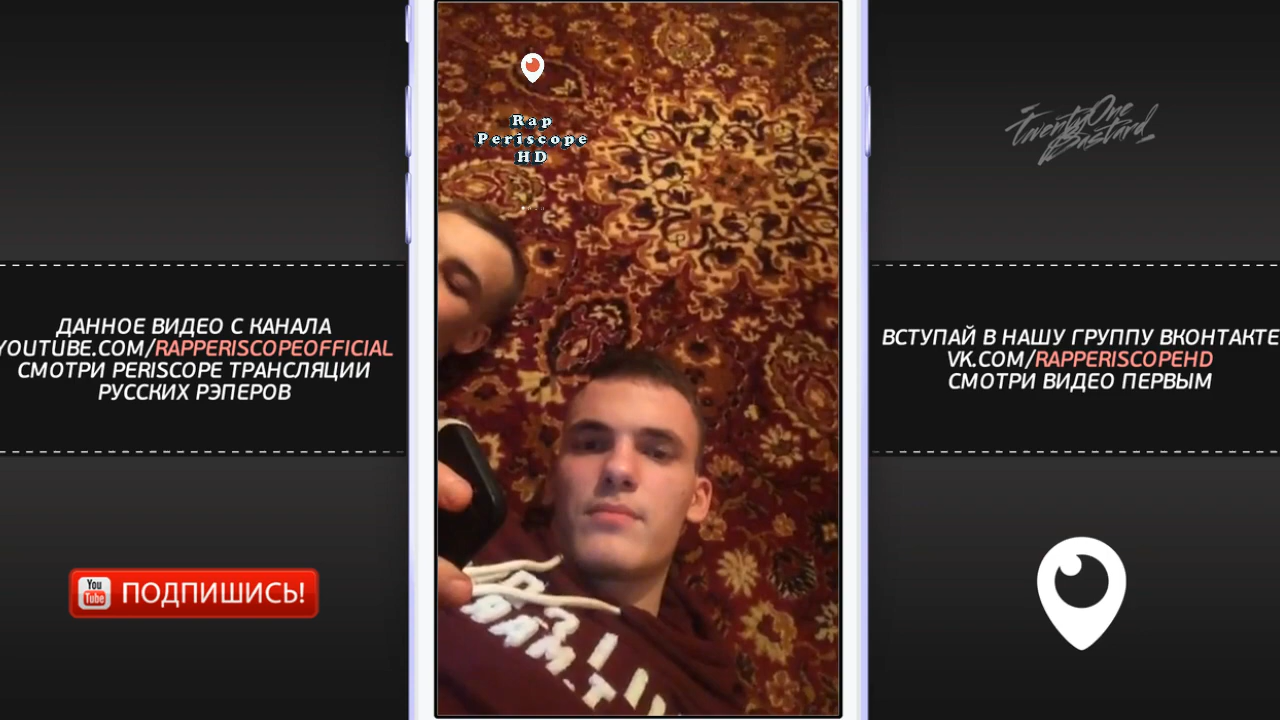 Rap
Periscope
HD
TwentyOne
Bastard
ДАННОЕ ВИДЕО С КАНАЛА
YOUTUBE.COM/RAPPERISCOPEOFFICIAL
СМОТРИ PERISCOPE ТРАНСЛЯЦИИ
РУССКИХ РЭПЕРОВ
ВСТУПАЙ В НАШУ ГРУППУ ВКОНТАКТЕ
VK.COM/RAPPERISCOPEHD
СМОТРИ ВИДЕО ПЕРВЫМ
You
Tube
ПОДПИШИСЬ!